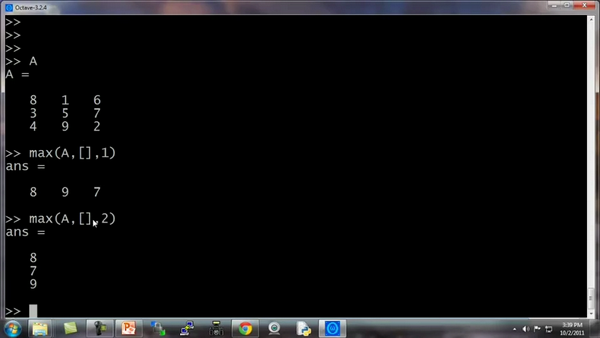 Octave-3.2.4
>>
>>
>>
>> A
A =
8 1 6
3 5 7
4 9 2
>> max(A,[],1)
ans =
8 9 7
>> max(A,[],2)
ans =
8
7
9
>>
3:39 PM
10/2/2011